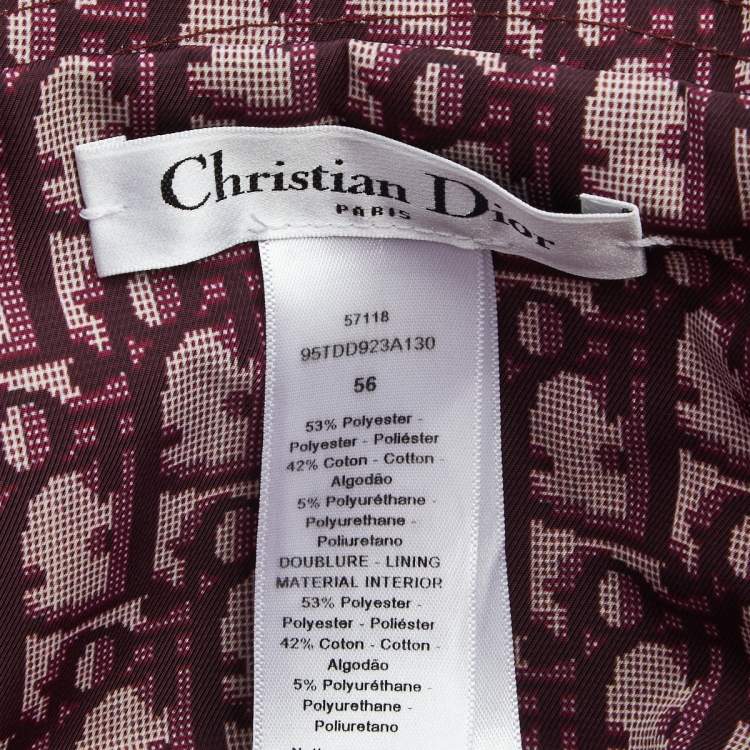 Christian Dior
PARIS
57118
95TDD923A130
56
53% Polyester -
Polyester - Poliéster
42% Coton - Cotton -
Algodão
5% Polyuréthane -
Polyurethane -
Poliuretano
DOUBLURE - LINING
MATERIAL INTERIOR
53% Polyester -
Polyester - Poliéster
42% Coton - Cotton -
Algodão
5% Polyuréthane -
Polyurethane -
Poliuretano